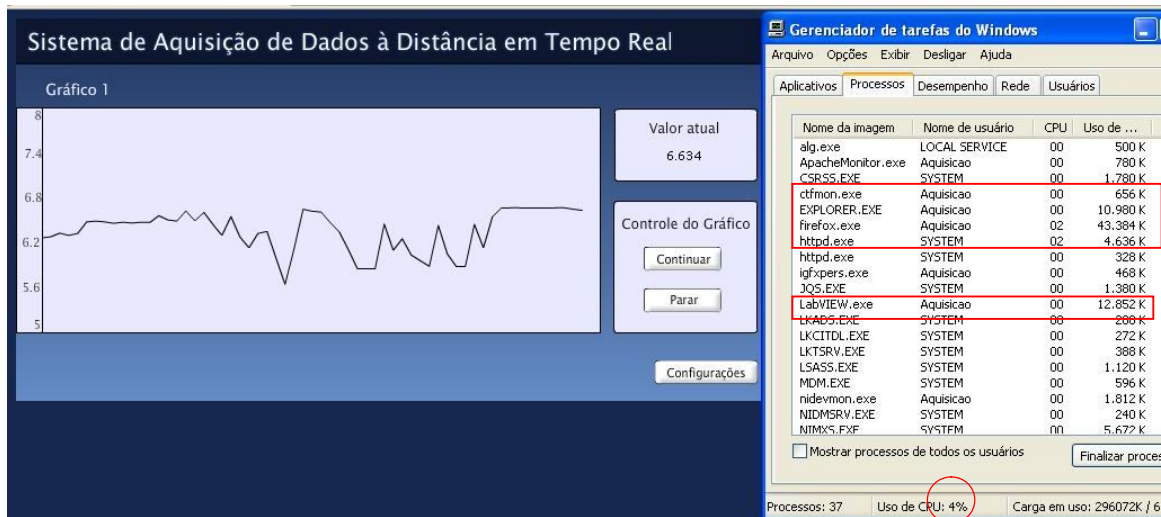 Sistema de Aquisição de Dados à Distância em Tempo Real
Gráfico 1
8
7.4
6.8
6.2
5.6
5
Valor atual
6.634
Controle do Gráfico
Continuar
Parar
Configurações
Gerenciador de tarefas do Windows
Arquivo Opções Exibir Desligar Ajuda
Aplicativos Processos Desempenho Rede Usuários
Nome da imagem Nome de usuário CPU Uso de ...
alg.exe LOCAL SERVICE 00 500 K
ApacheMonitor.exe Aquisicao 00 780 K
CSRSS.EXE SYSTEM 00 1.780 K
ctfmon.exe Aquisicao 00 656 K
EXPLORER.EXE Aquisicao 00 10.980 K
firefox.exe Aquisicao 02 43.384 K
httpd.exe SYSTEM 02 4.636 K
httpd.exe SYSTEM 00 328 K
igfxpers.exe Aquisicao 00 468 K
JQS.EXE SYSTEM 00 1.380 K
LabVIEW.exe Aquisicao 00 12.852 K
LKADS.EXE SYSTEM 00 288 K
LKCITDL.EXE SYSTEM 00 272 K
LKTSRV.EXE SYSTEM 00 388 K
LSASS.EXE SYSTEM 00 1.120 K
MDM.EXE SYSTEM 00 596 K
nidevmon.exe Aquisicao 00 1.812 K
NIDMSRV.EXE SYSTEM 00 240 K
NIMXS.EXE SYSTEM 00 5.672 K
Mostrar processos de todos os usuários
Finalizar proces
Processos: 37 Uso de CPU: 4% Carga em uso: 296072K / 6